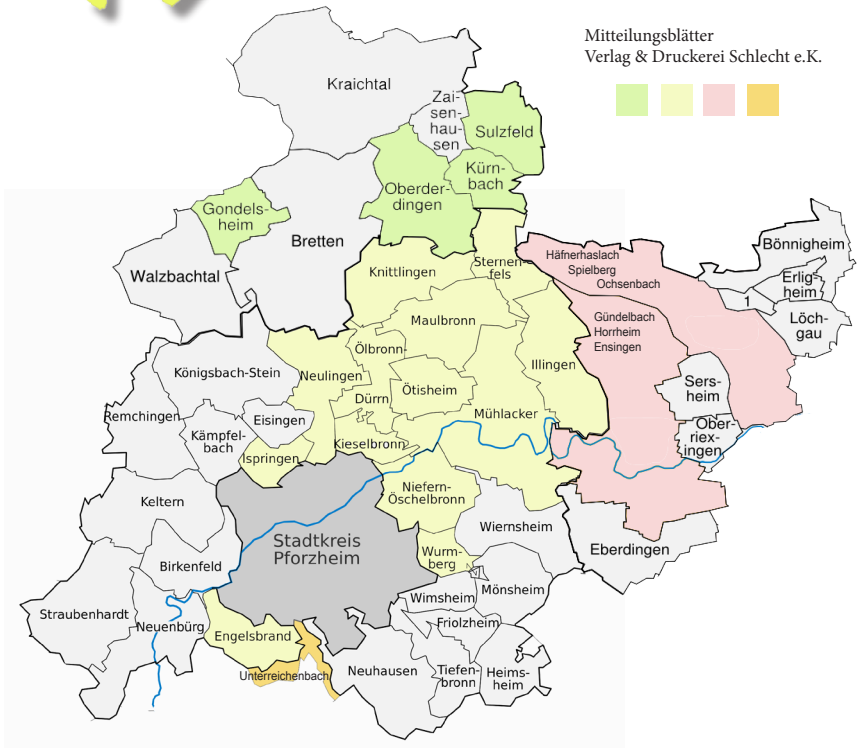 Mitteilungsblätter
Verlag & Druckerei Schlecht e.K.
Kraichtal
Zai-
sen-
hau-
sen
Sulzfeld
Kürn-
bach
Oberder-
dingen
Gondels-
heim
Bretten
Walzbachtal
Knittlingen
Sternen-
fels
Häfnerhaslach
Spielberg
Ochsenbach
Bönnigheim
Erlig-
heim
1
Löch-
gau
Gündelbach
Horrheim
Ensingen
Maulbronn
Ölbronn-
Dürrn
Illingen
Königsbach-Stein
Neulingen
Ötisheim
Sers-
heim
Mühlacker
Remchingen
Eisingen
Kämpfel-
bach
Ober-
riex-
ingen
Kieselbronn
Ispringen
Niefern-
Öschelbronn
Keltern
Wiernsheim
Stadtkreis
Pforzheim
Eberdingen
Wurm-
berg
Birkenfeld
Mönsheim
Wimsheim
Straubenhardt
Neuenbürg
Friolzheim
Engelsbrand
Unterreichenbach
Neuhausen
Tiefen-
bronn
Heims-
heim